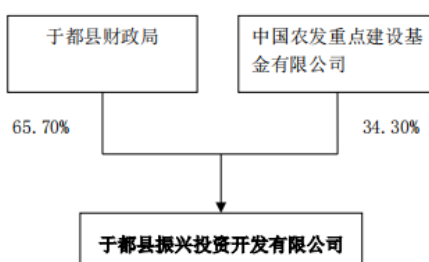 于都县财政局
中国农发重点建设基
金有限公司
65.70%
34.30%
于都县振兴投资开发有限公司